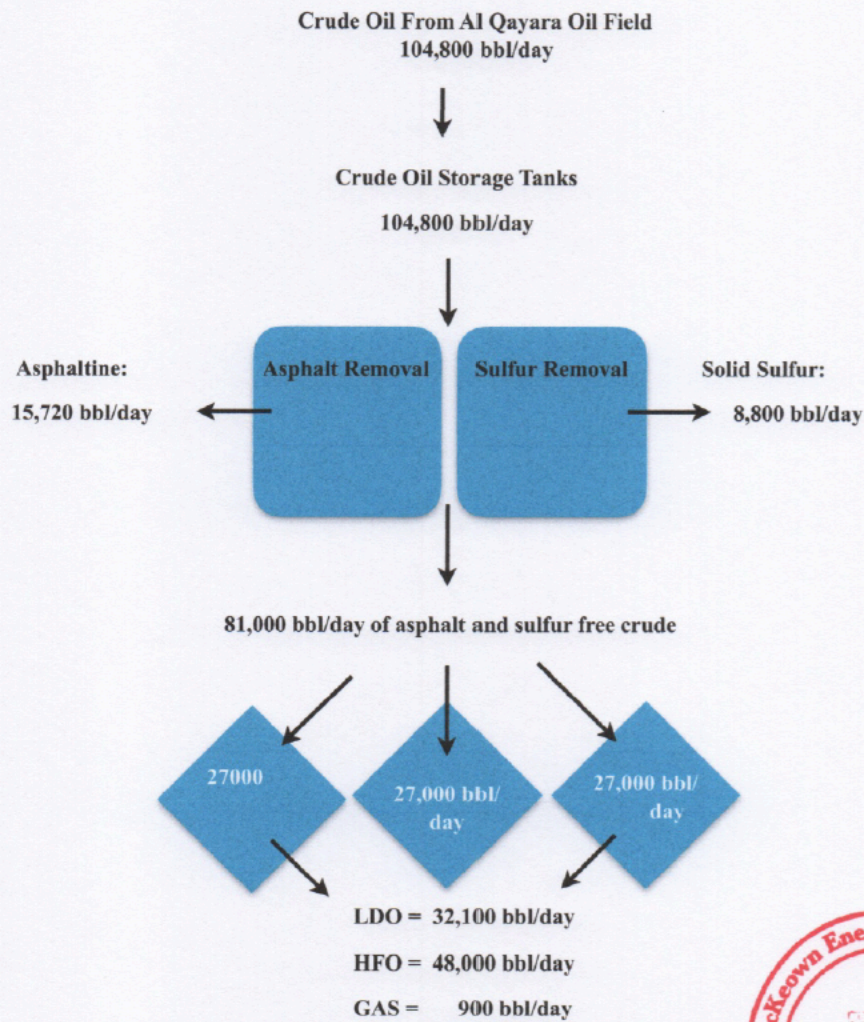 Crude Oil From Al Qayara Oil Field
104,800 bbl/day
Crude Oil Storage Tanks
104,800 bbl/day
Asphaltine:
15,720 bbl/day
Asphalt Removal
Sulfur Removal
Solid Sulfur:
8,800 bbl/day
81,000 bbl/day of asphalt and sulfur free crude
27000
27,000 bbl/
day
27,000 bbl/
day
LDO = 32,100 bbl/day
HFO = 48,000 bbl/day
GAS = 900 bbl/day